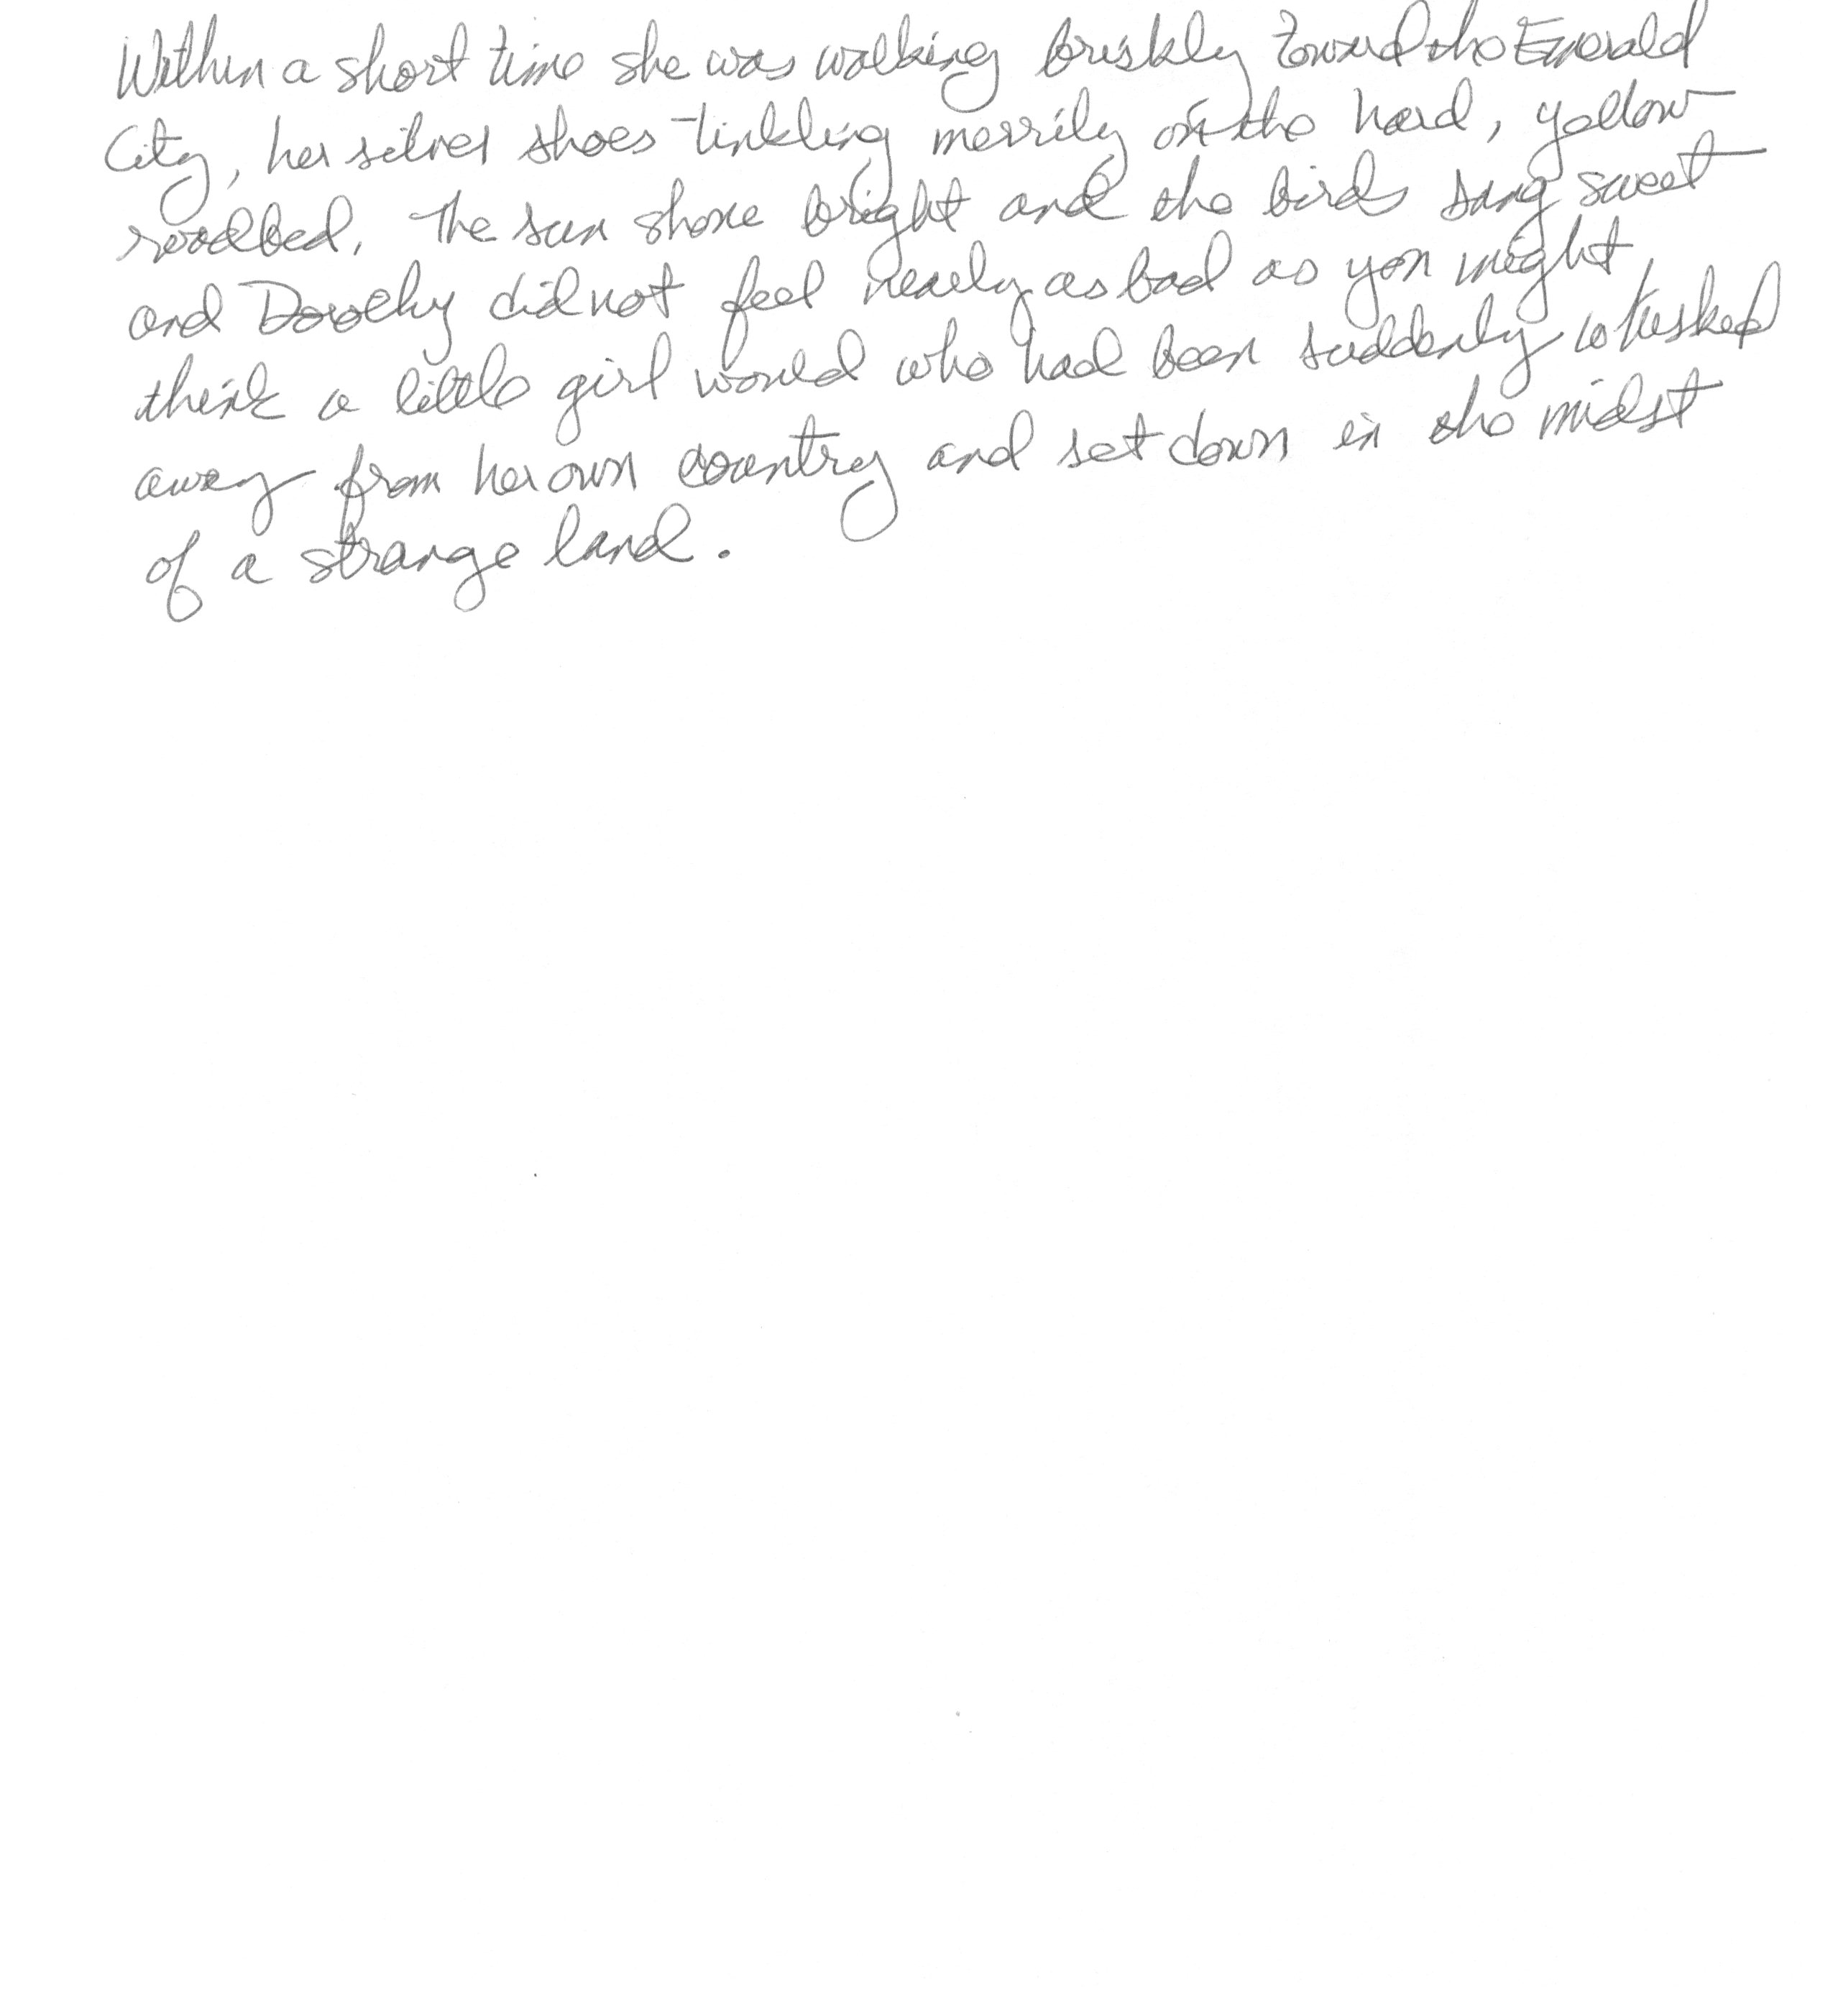 Within a short time she was walking briskly toward the Emerald
City, her silver shoes tinkling merrily on the hard, yellow
roadbed. The sun shone bright and the birds sang sweet
and Dorothy did not feel nearly as bad as you might
think a little girl would who had been suddenly whisked
away from her own country and set down in the midst
of a strange land.